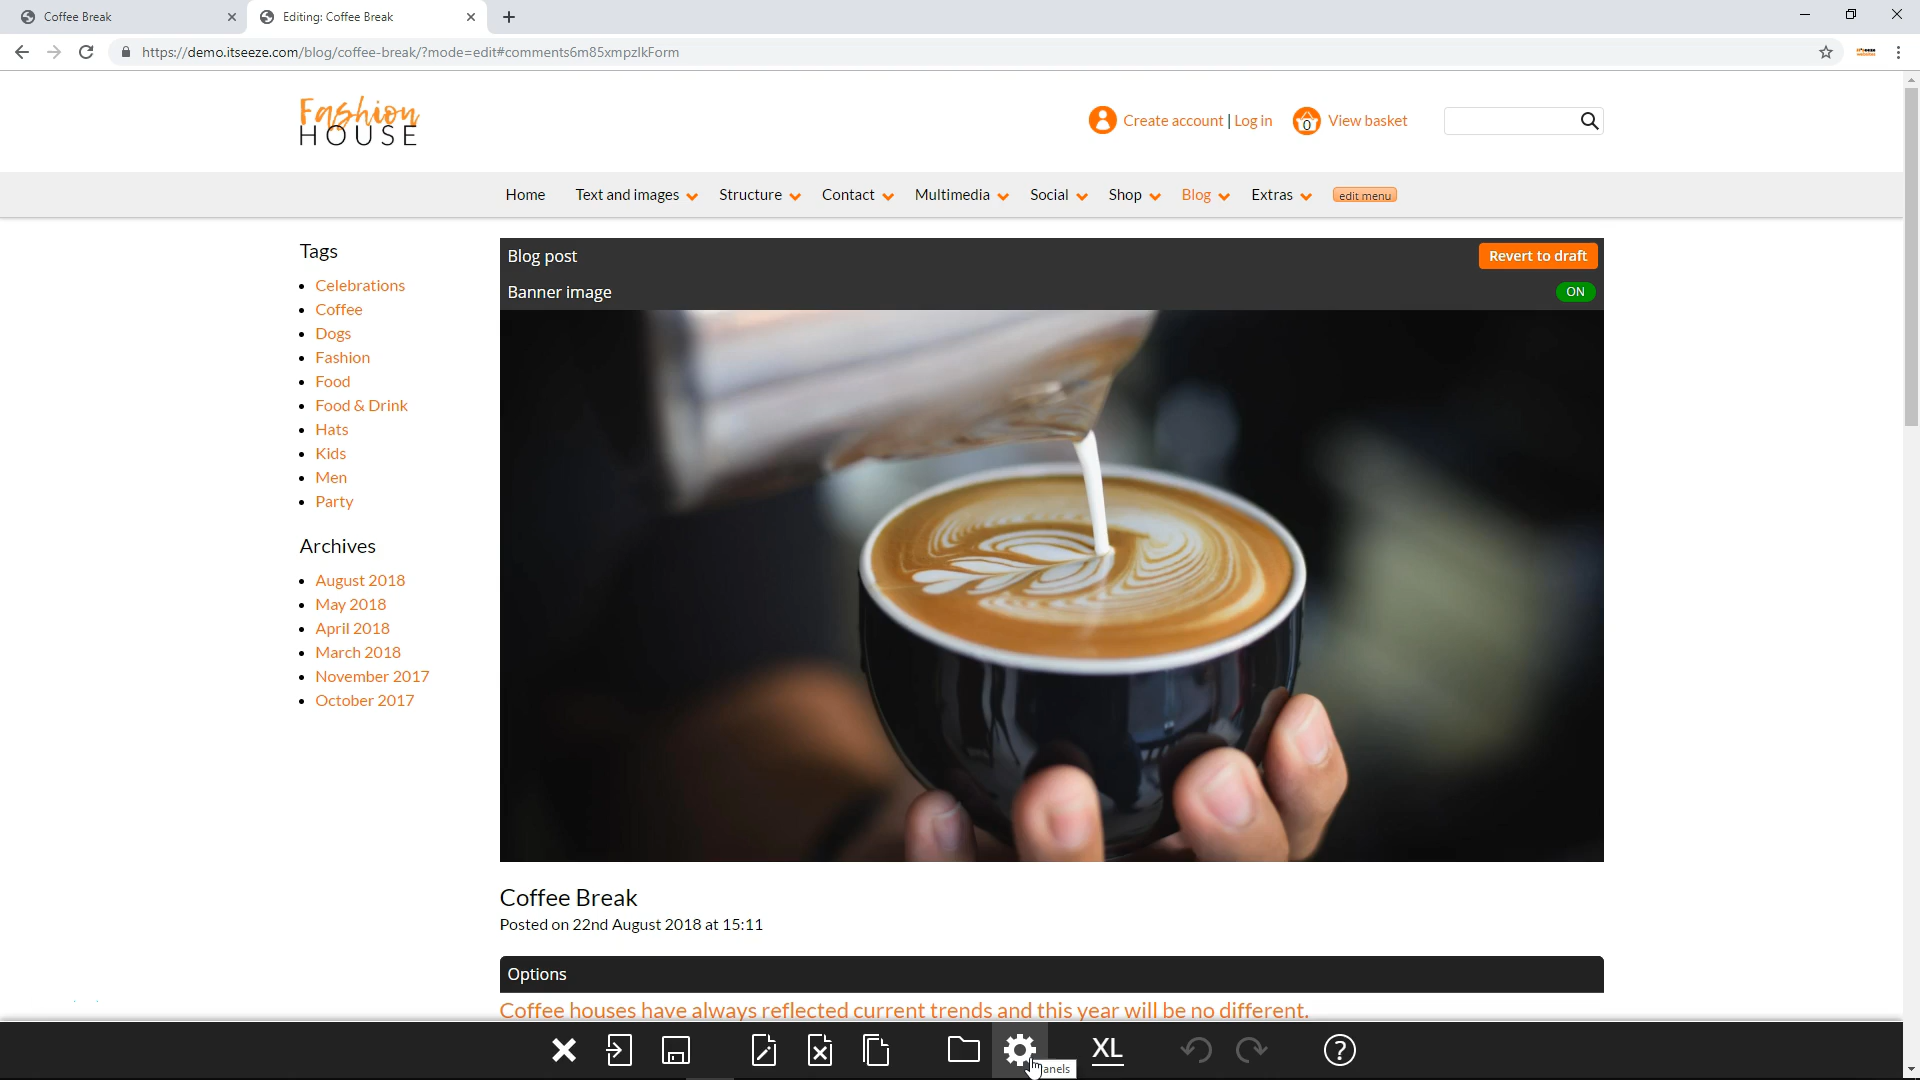 Coffee Break
Editing: Coffee Break
https://demo.itseeze.com/blog/coffee-break/?mode=edit#comments6m85xmpzlkForm
Fashion
HOUSE
Create account | Log in
0
View basket
Home
Text and images
Structure
Contact
Multimedia
Social
Shop
Blog
Extras
edit menu
Tags
Celebrations
Coffee
Dogs
Fashion
Food
Food & Drink
Hats
Kids
Men
Party
Archives
August 2018
May 2018
April 2018
March 2018
November 2017
October 2017
Blog post
Revert to draft
Banner image
ON
Coffee Break
Posted on 22nd August 2018 at 15:11
Options
Coffee houses have always reflected current trends and this year will be no different.
XL
?